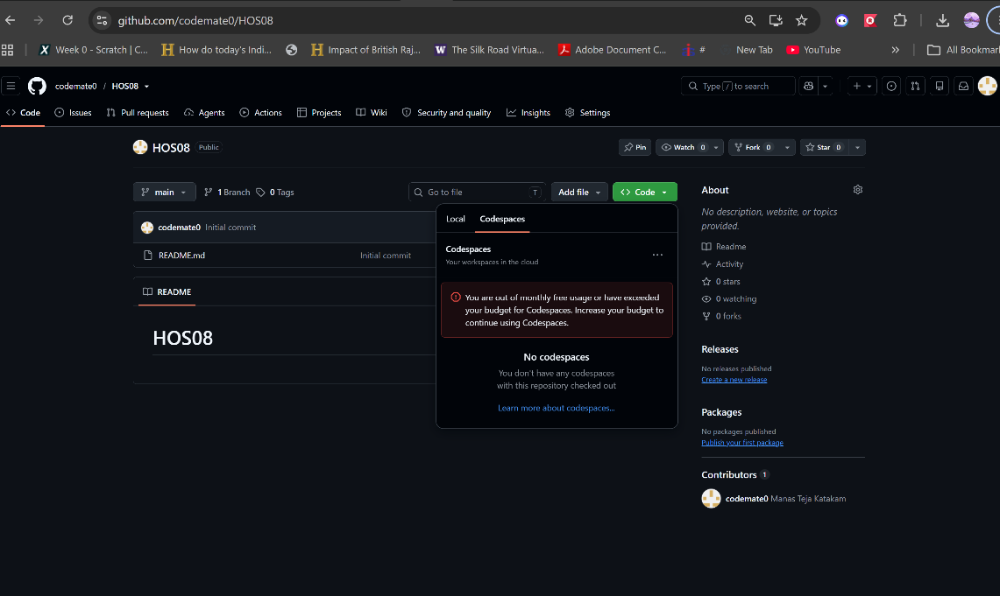 github.com/codemate0/HOS08
Week 0 - Scratch | C...
How do today's Indi...
Impact of British Raj,...
The Silk Road Virtua...
Adobe Document C...
#
New Tab
YouTube
»
All Bookmar
codemate0 / HOS08
Type / to search
Code
Issues
Pull requests
Agents
Actions
Projects
Wiki
Security and quality
Insights
Settings
HOS08 Public
Pin
Watch 0
Fork 0
Star 0
main
1 Branch
0 Tags
Go to file
T
Add file
<> Code
codemate0 Initial commit
README.md
Initial commit
README
HOS08
Local
Codespaces
Codespaces
Your workspaces in the cloud
You are out of monthly free usage or have exceeded
your budget for Codespaces. Increase your budget to
continue using Codespaces.
No codespaces
You don't have any codespaces
with this repository checked out
Learn more about codespaces...
About
No description, website, or topics
provided.
Readme
Activity
0 stars
0 watching
0 forks
Releases
No releases published
Create a new release
Packages
No packages published
Publish your first package
Contributors 1
codemate0 Manas Teja Katakam